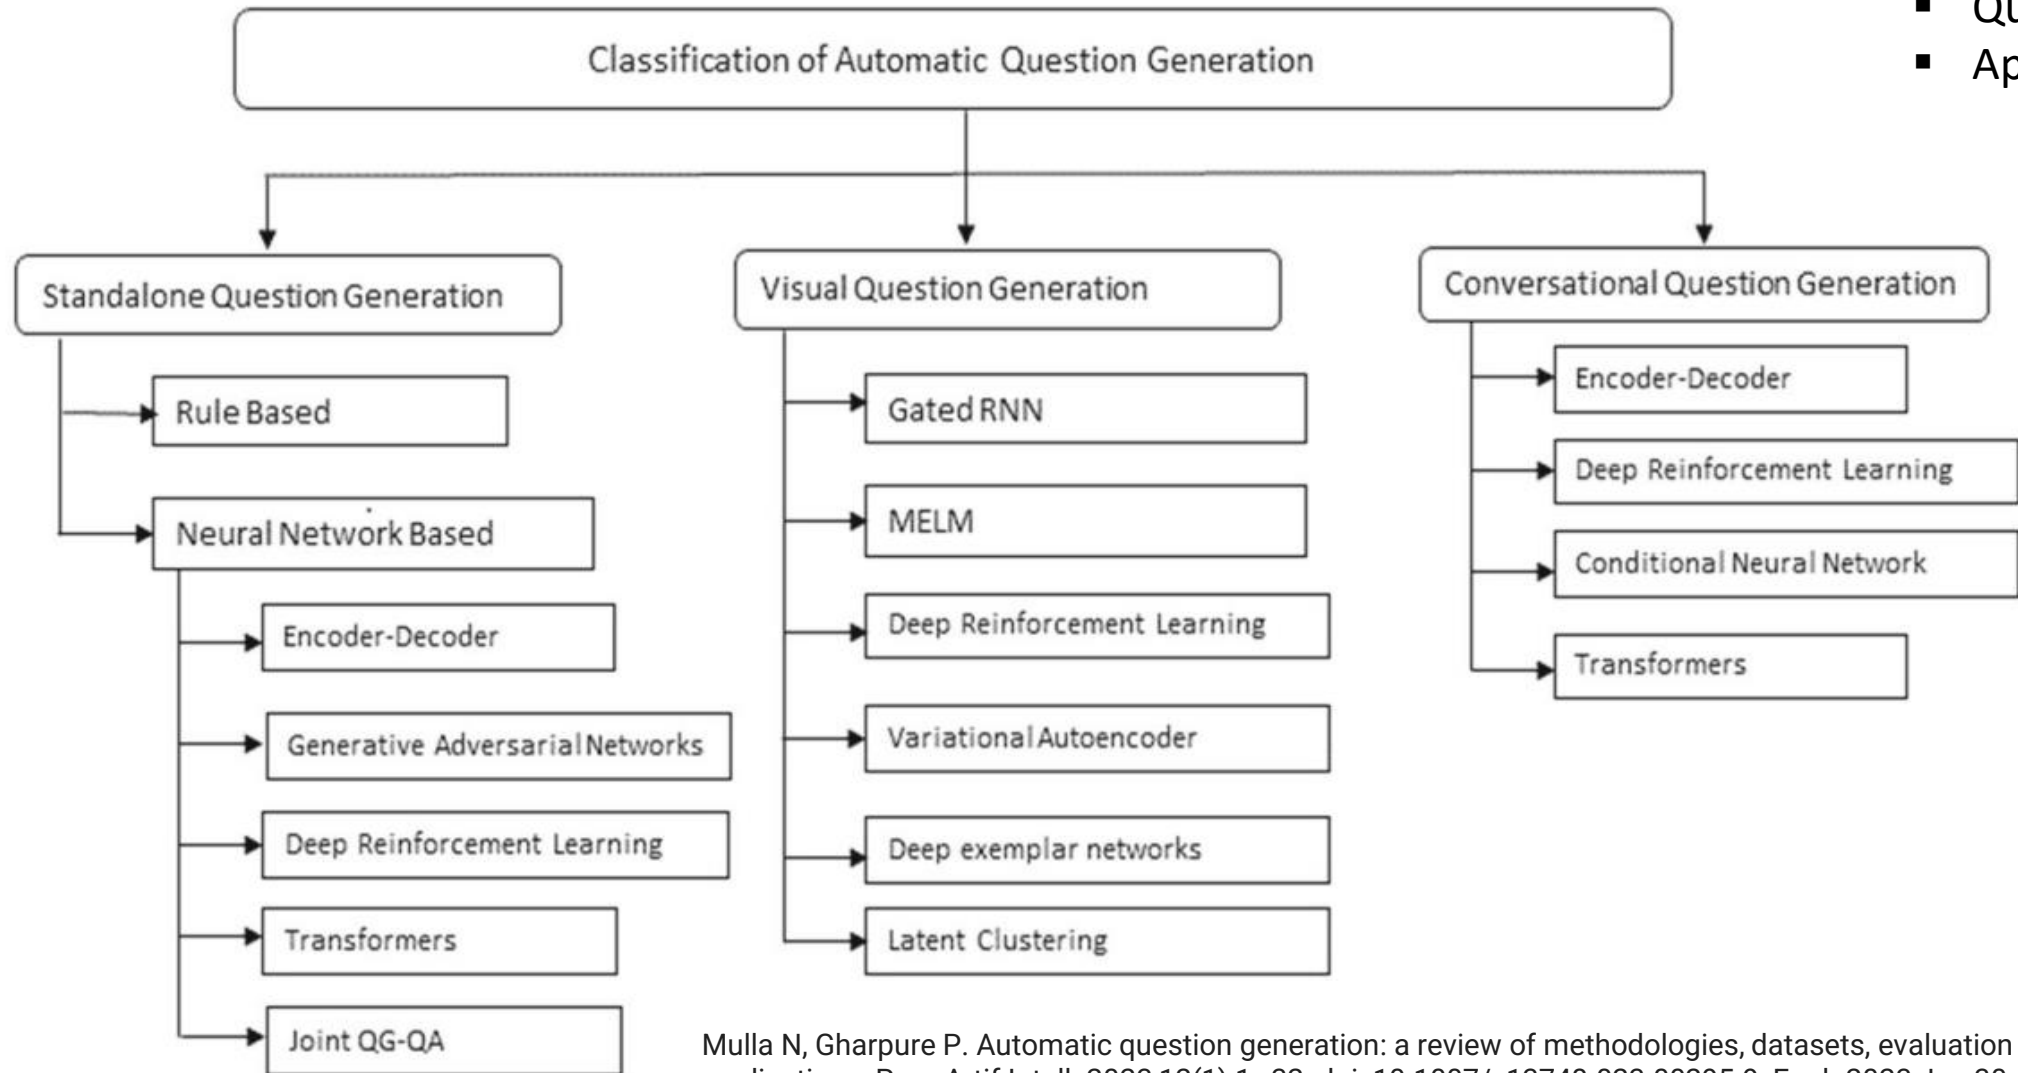 Classification of Automatic Question Generation
Standalone Question Generation
Rule Based
Neural Network Based
Encoder-Decoder
Generative Adversarial Networks
Deep Reinforcement Learning
Transformers
Joint QG-QA
Visual Question Generation
Gated RNN
MELM
Deep Reinforcement Learning
Variational Autoencoder
Deep exemplar networks
Latent Clustering
Conversational Question Generation
Encoder-Decoder
Deep Reinforcement Learning
Conditional Neural Network
Transformers
▪ Qu
▪ Ap
Mulla N, Gharpure P. Automatic question generation: a review of methodologies, datasets, evaluation